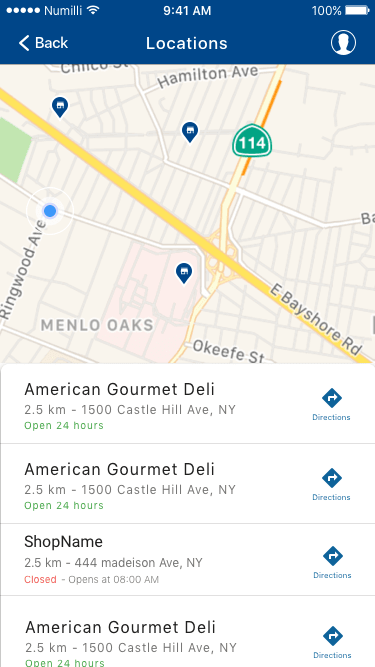 Numilli 9:41 AM 100%
Back Locations
Chilco St
Hamilton Ave
114
Ringwood Ave
MENLO OAKS
E Bayshore Rd
Okeefe St
American Gourmet Deli
2.5 km - 1500 Castle Hill Ave, NY
Open 24 hours
Directions
American Gourmet Deli
2.5 km - 1500 Castle Hill Ave, NY
Open 24 hours
Directions
ShopName
2.5 km - 444 madeison Ave, NY
Closed - Opens at 08:00 AM
Directions
American Gourmet Deli
2.5 km - 1500 Castle Hill Ave, NY
Open 24 hours
Directions